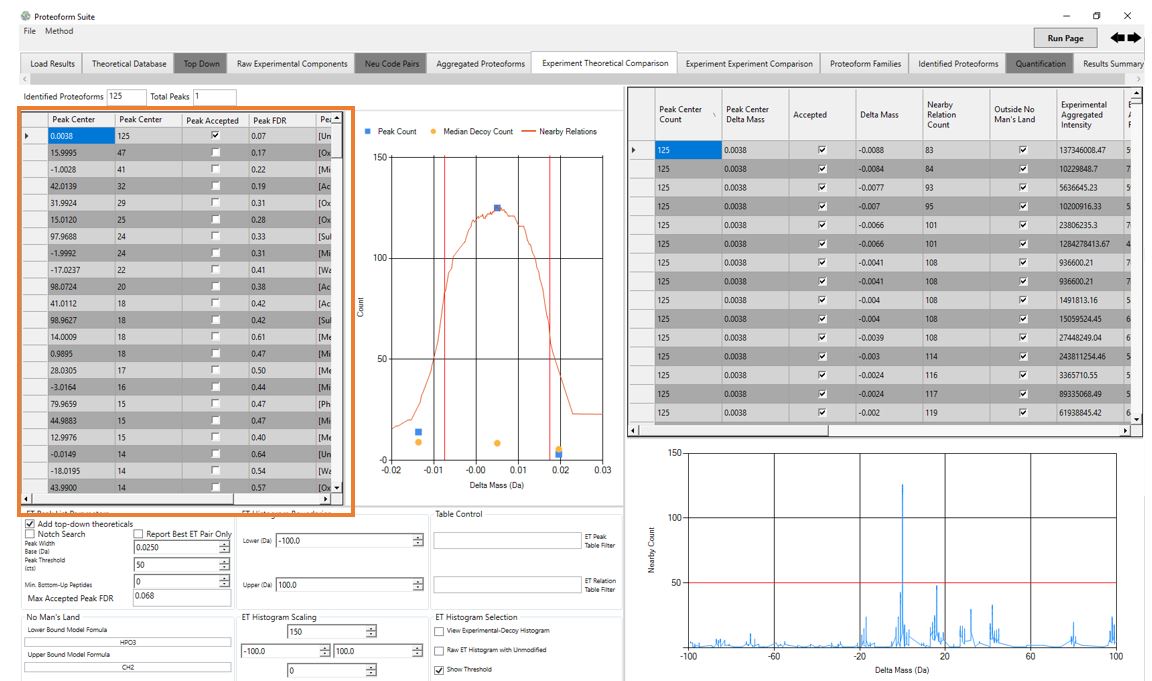 Proteoform Suite
File Method
Run Page
Load Results Theoretical Database Top Down Raw Experimental Components Neu Code Pairs Aggregated Proteoforms Experiment Theoretical Comparison Experiment Experiment Comparison Proteoform Families Identified Proteoforms Quantification Results Summary
Identified Proteoforms 125 Total Peaks 1
Peak Center Peak Center Peak Accepted Peak FDR Pea
0.0038 125 0.07 [Un
15.9995 47 0.17 [Ox
-1.0028 41 0.22 [Mi
42.0139 32 0.19 [Ac
31.9924 29 0.31 [Ox
15.0120 25 0.28 [Ox
97.9688 24 0.33 [Sul
-1.9992 24 0.31 [Mi
-17.0237 22 0.41 [Wa
98.0724 20 0.38 [Ac
41.0112 18 0.42 [Ac
98.9627 18 0.42 [Sul
14.0009 18 0.61 [Me
0.9895 18 0.47 [Mi
28.0305 17 0.50 [Me
-3.0164 16 0.44 [Mi
79.9659 15 0.47 [Ph
44.9883 15 0.47 [Mi
12.9976 15 0.40 [Me
-0.0149 14 0.64 [Un
-18.0195 14 0.54 [Wa
43.9900 14 0.57 [Ox
Peak Count Median Decoy Count Nearby Relations
150
100
50
-0
Count
-0.02 -0.01 -0.00 0.01 0.02 0.03
Delta Mass (Da)
Peak Center Count Peak Center Delta Mass Accepted Delta Mass Nearby Relation Count Outside No Man's Land Experimental Aggregated Intensity
125 0.0038 -0.0088 83 137346008.47
125 0.0038 -0.0084 84 10229848.7
125 0.0038 -0.0077 93 5636645.23
125 0.0038 -0.007 95 10200916.33
125 0.0038 -0.0066 101 23806235.3
125 0.0038 -0.0066 101 1284278413.67
125 0.0038 -0.0041 108 936600.21
125 0.0038 -0.0041 108 936600.21
125 0.0038 -0.004 108 1491813.16
125 0.0038 -0.004 108 15059524.45
125 0.0038 -0.0039 108 27448249.04
125 0.0038 -0.003 114 243811254.46
125 0.0038 -0.0024 116 3365710.55
125 0.0038 -0.0024 117 89335068.49
125 0.0038 -0.002 119 61938845.42
Add top-down theoreticals
Notch Search Report Best ET Pair Only
Peak Width Base (Da) 0.0250
Peak Threshold (cts) 50
Min. Bottom-Up Peptides 0
Max Accepted Peak FDR 0.068
Lower (Da) -100.0
Upper (Da) 100.0
Table Control
ET Peak Table Filter
ET Relation Table Filter
No Man's Land
Lower Bound Model Fomula
HPO3
Upper Bound Model Formula
CH2
ET Histogram Scaling
150
-100.0 100.0
0
ET Histogram Selection
View Experimental-Decoy Histogram
Raw ET Histogram with Unmodified
Show Threshold
150
100
50
Nearby Count
-100 -60 -20 20 60 100
Delta Mass (Da)